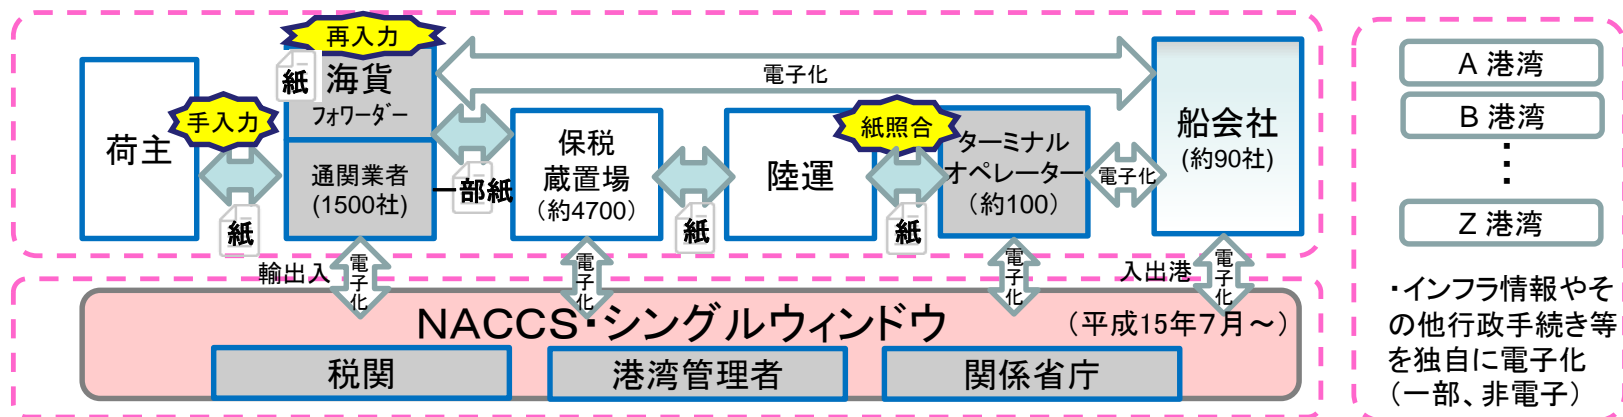 再入力
紙
海貨
フォワーダー
荷主
手入力
紙
通関業者
(1500社)
一部紙
保税
蔵置場
（約4700）
紙
陸運
紙照合
紙
ターミナル
オペレーター
（約100）
電子化
電子化
船会社
(約90社)
輸出入
電子化
電子化
電子化
入出港
電子化
NACCS・シングルウィンドウ
（平成15年7月～）
税関
港湾管理者
関係省庁
A 港湾
B 港湾
⋮
Z 港湾
・インフラ情報やそ
の他行政手続き等
を独自に電子化
（一部、非電子）